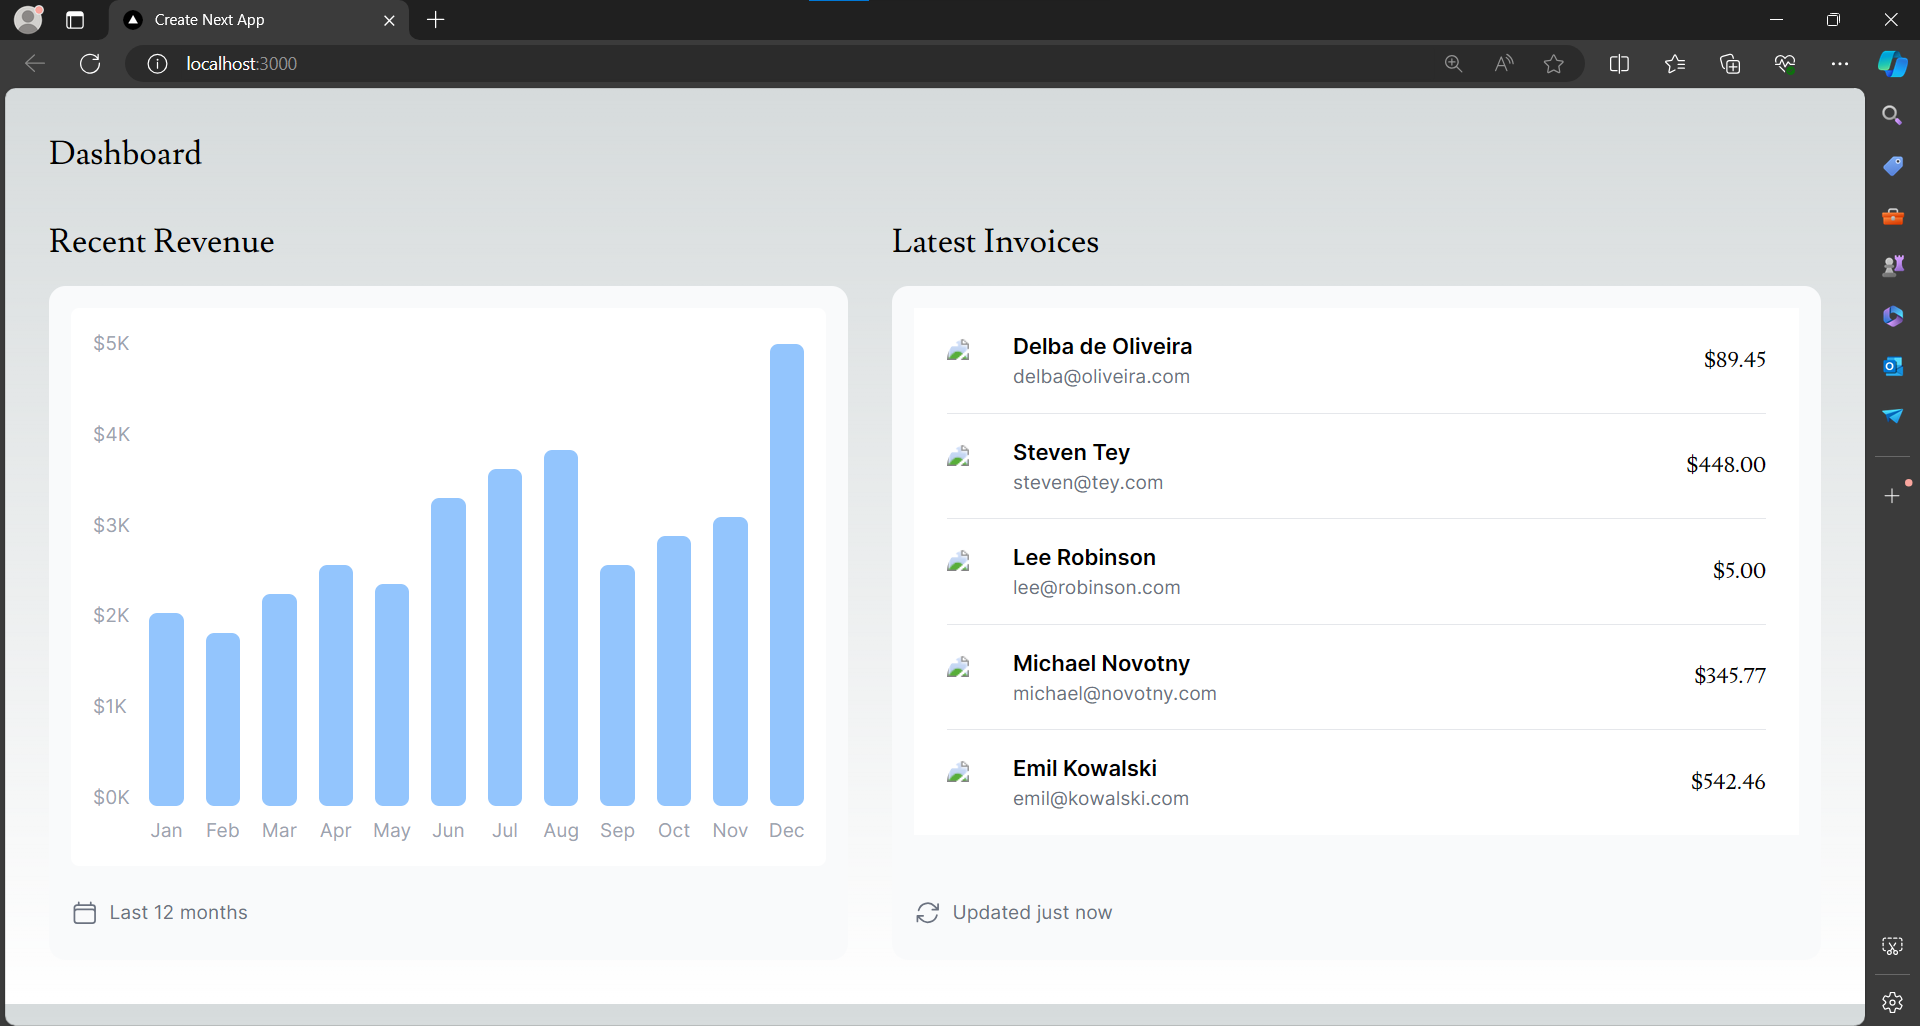 Create Next App
localhost:3000
Dashboard
Recent Revenue
$5K
$4K
$3K
$2K
$1K
$0K
Jan Feb Mar Apr May Jun Jul Aug Sep Oct Nov Dec
Last 12 months
Latest Invoices
Delba de Oliveira
delba@oliveira.com
$89.45
Steven Tey
steven@tey.com
$448.00
Lee Robinson
lee@robinson.com
$5.00
Michael Novotny
michael@novotny.com
$345.77
Emil Kowalski
emil@kowalski.com
$542.46
Updated just now